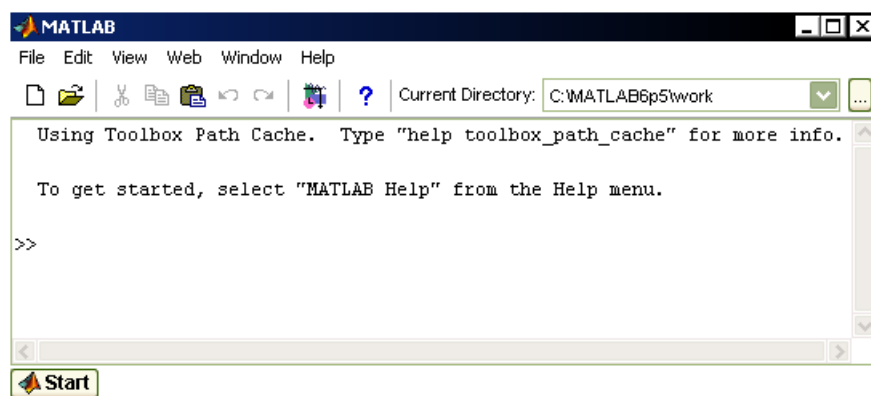 MATLAB
File Edit View Web Window Help
? Current Directory: C:\MATLAB6p5\work ...
Using Toolbox Path Cache. Type "help toolbox_path_cache" for more info.
To get started, select "MATLAB Help" from the Help menu.
>>
Start